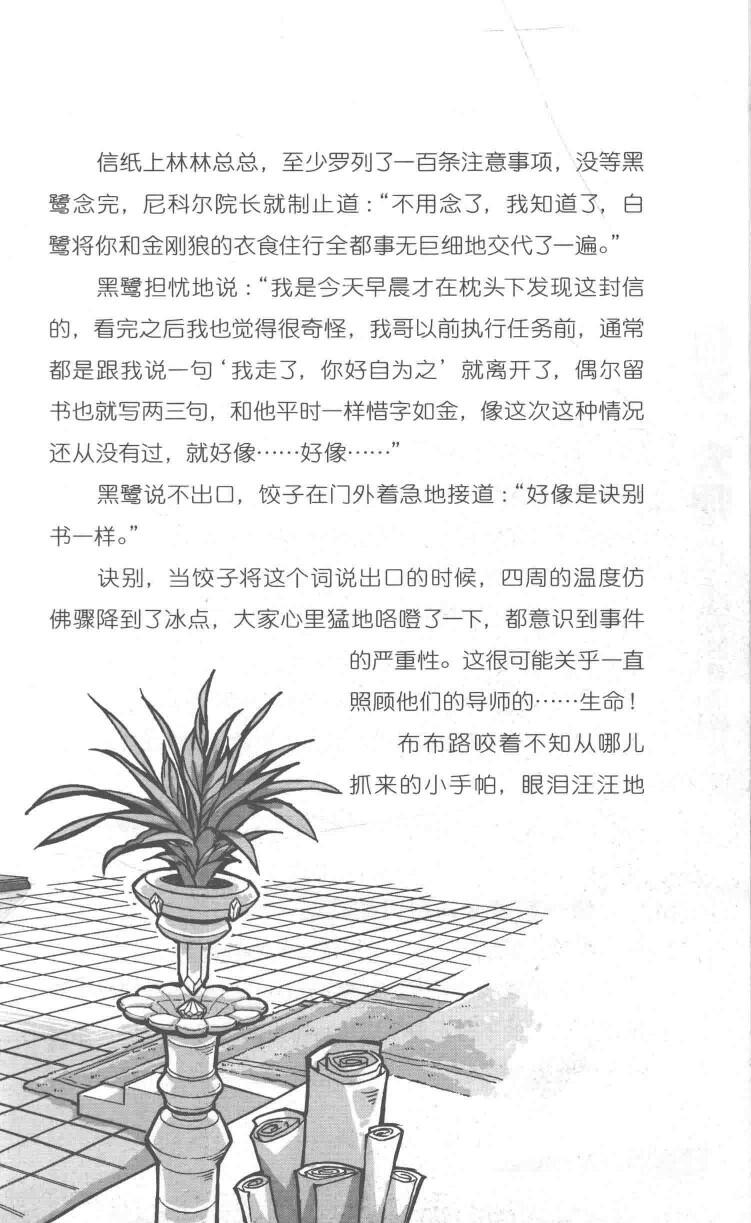 信纸上林林总总，至少罗列了一百条注意事项，没等黑
鹭念完，尼科尔院长就制止道：“不用念了，我知道了，白
鹭将你和金刚狼的衣食住行全都事无巨细地交代了一遍。”
黑鹭担忧地说：“我是今天早晨才在枕头下发现这封信
的，看完之后我也觉得很奇怪，我哥以前执行任务前，通常
都是跟我说一句‘我走了，你好自为之’就离开了，偶尔留
书也就写两三句，和他平时一样惜字如金，像这次这种情况
还从没有过，就好像……好像……”
黑鹭说不出口，饺子在门外着急地接道：“好像是诀别
书一样。”
诀别，当饺子将这个词说出口的时候，四周的温度仿
佛骤降到了冰点，大家心里猛地咯噔了一下，都意识到事件
的严重性。这很可能关乎一直
照顾他们的导师的……生命！
布布路咬着不知从哪儿
抓来的小手帕，眼泪汪汪地